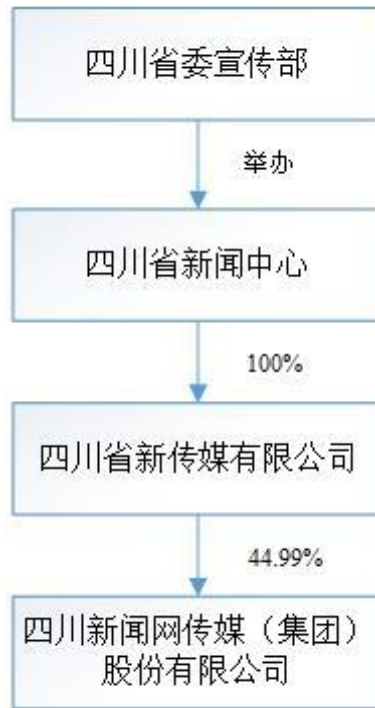 四川省委宣传部
举办
四川省新闻中心
100%
四川省新传媒有限公司
44.99%
四川新闻网传媒（集团）
股份有限公司